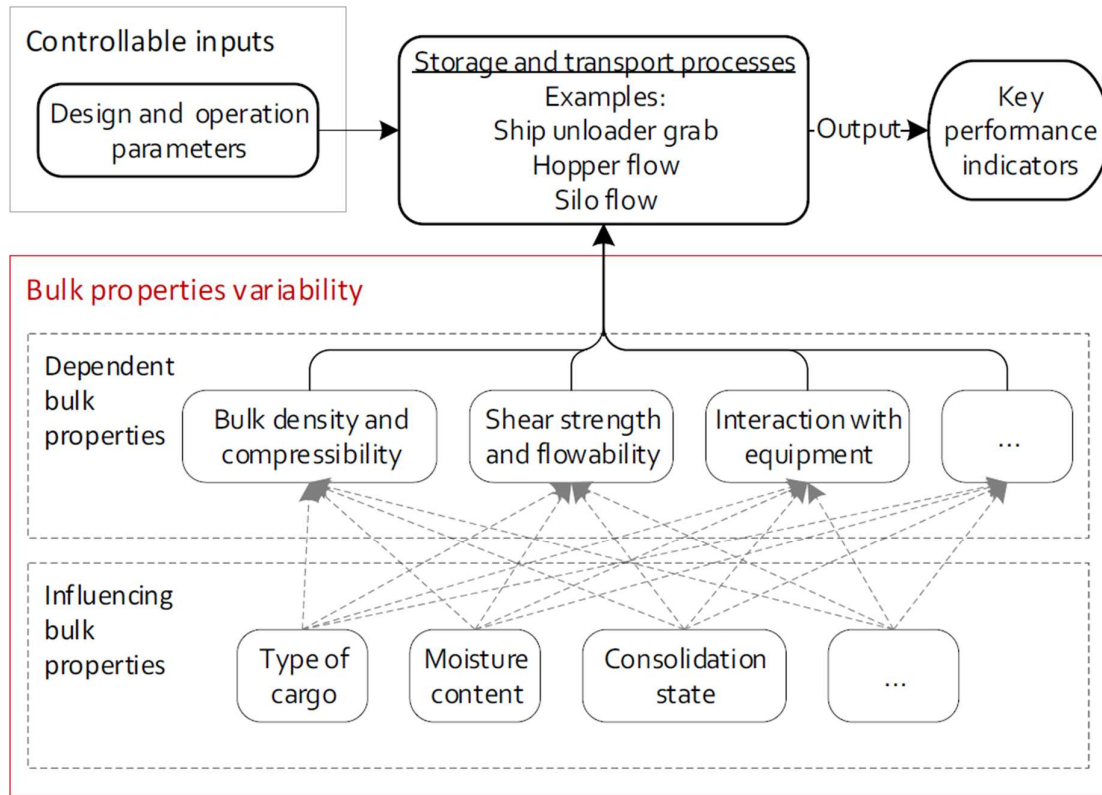 Controllable inputs
Design and operation
parameters
Storage and transport processes
Examples:
Ship unloader grab
Hopper flow
Silo flow
Output
Key
performance
indicators
Bulk properties variability
Dependent
bulk
properties
Bulk density and
compressibility
Shear strength
and flowability
Interaction with
equipment
...
Influencing
bulk
properties
Type of
cargo
Moisture
content
Consolidation
state
...